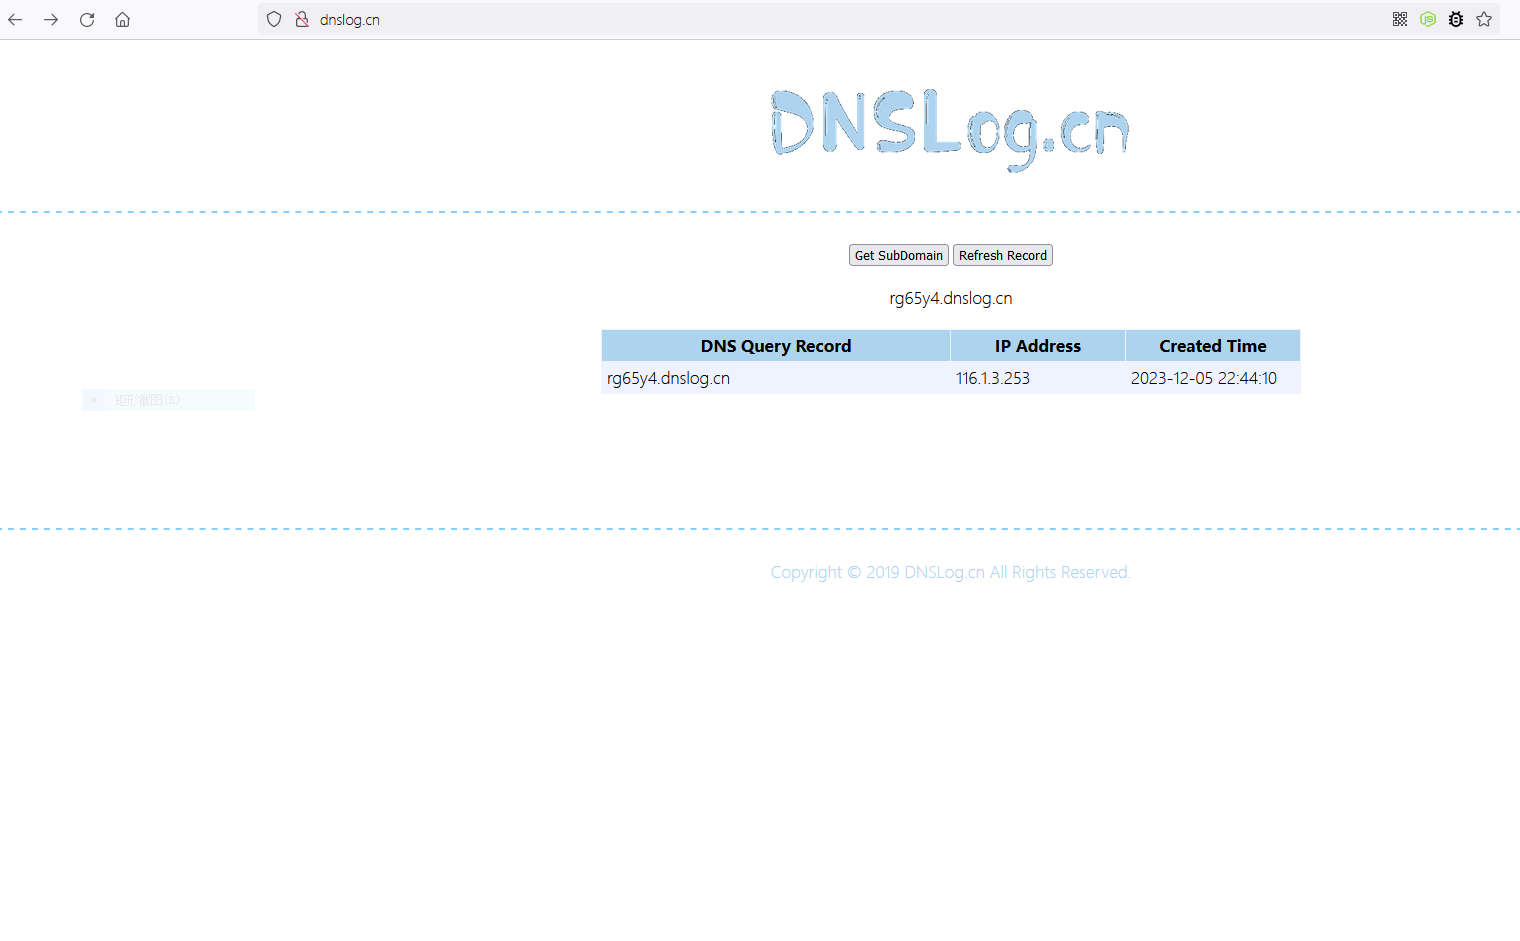 dnslog.cn
DNSLog.cn
Get SubDomain Refresh Record
rg65y4.dnslog.cn
DNS Query Record IP Address Created Time
rg65y4.dnslog.cn 116.1.3.253 2023-12-05 22:44:10
矩形截图(B)
Copyright © 2019 DNSLog.cn All Rights Reserved.